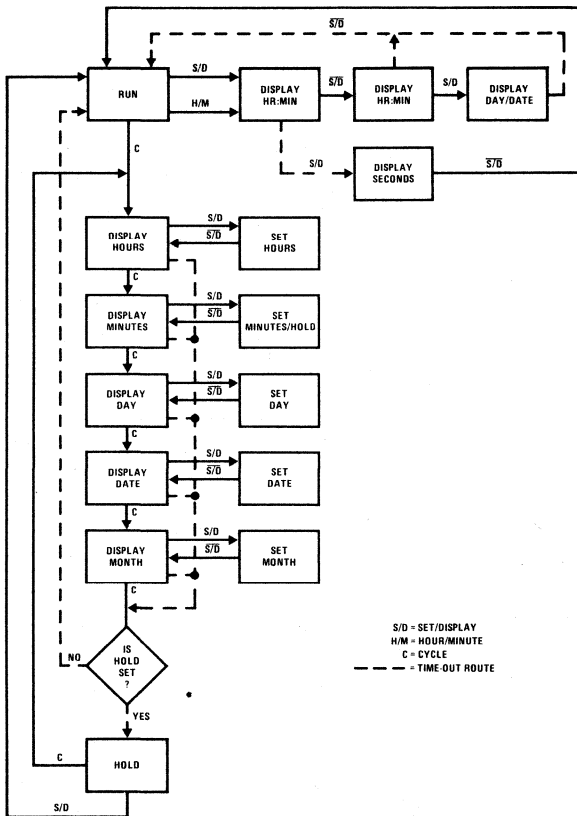 S̅/̅D̅
RUN
S/D
H/M
DISPLAY
HR:MIN
S̅/̅D̅
DISPLAY
HR:MIN
S/D
DISPLAY
DAY/DATE
C
S/D
DISPLAY
SECONDS
S̅/̅D̅
DISPLAY
HOURS
S/D
S̅/̅D̅
SET
HOURS
C
DISPLAY
MINUTES
S/D
S̅/̅D̅
SET
MINUTES/HOLD
C
DISPLAY
DAY
S/D
S̅/̅D̅
SET
DAY
C
DISPLAY
DATE
S/D
S̅/̅D̅
SET
DATE
C
DISPLAY
MONTH
S/D
S̅/̅D̅
SET
MONTH
C
IS
HOLD
SET
?
NO
YES
HOLD
C
S/D
S/D = SET/DISPLAY
H/M = HOUR/MINUTE
C = CYCLE
= TIME-OUT ROUTE